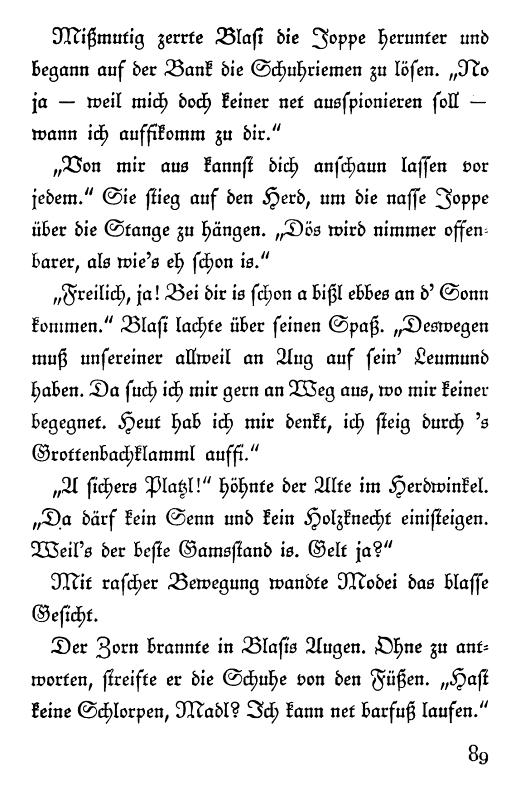 Mißmutig zerrte Blasi die Joppe herunter und
begann auf der Bank die Schuhriemen zu lösen. „No
ja — weil mich doch keiner net ausspionieren soll —
wann ich auffikomm zu dir.“
„Von mir aus kannst dich anschaun lassen vor
jedem.“ Sie stieg auf den Herd, um die nasse Joppe
über die Stange zu hängen. „Dös wird nimmer offen-
barer, als wie's eh schon is.“
„Freilich, ja! Bei dir is schon a bißl ebbes an d' Sonn
kommen.“ Blasi lachte über seinen Spaß. „Deswegen
muß unsereiner allweil an Aug auf sein' Leumund
haben. Da such ich mir gern an Weg aus, wo mir keiner
begegnet. Heut hab ich mir denkt, ich steig durch 's
Grottenbachklamml auffi.“
„A sichers Platzl!“ höhnte der Alte im Herdwinkel.
„Da därf kein Senn und kein Holzknecht einisteigen.
Weil's der beste Gamsstand is. Gelt ja?“
Mit rascher Bewegung wandte Modei das blasse
Gesicht.
Der Zorn brannte in Blasis Augen. Ohne zu ant-
worten, streifte er die Schuhe von den Füßen. „Hast
keine Schlorpen, Madl? Ich kann net barfuß laufen.“
89